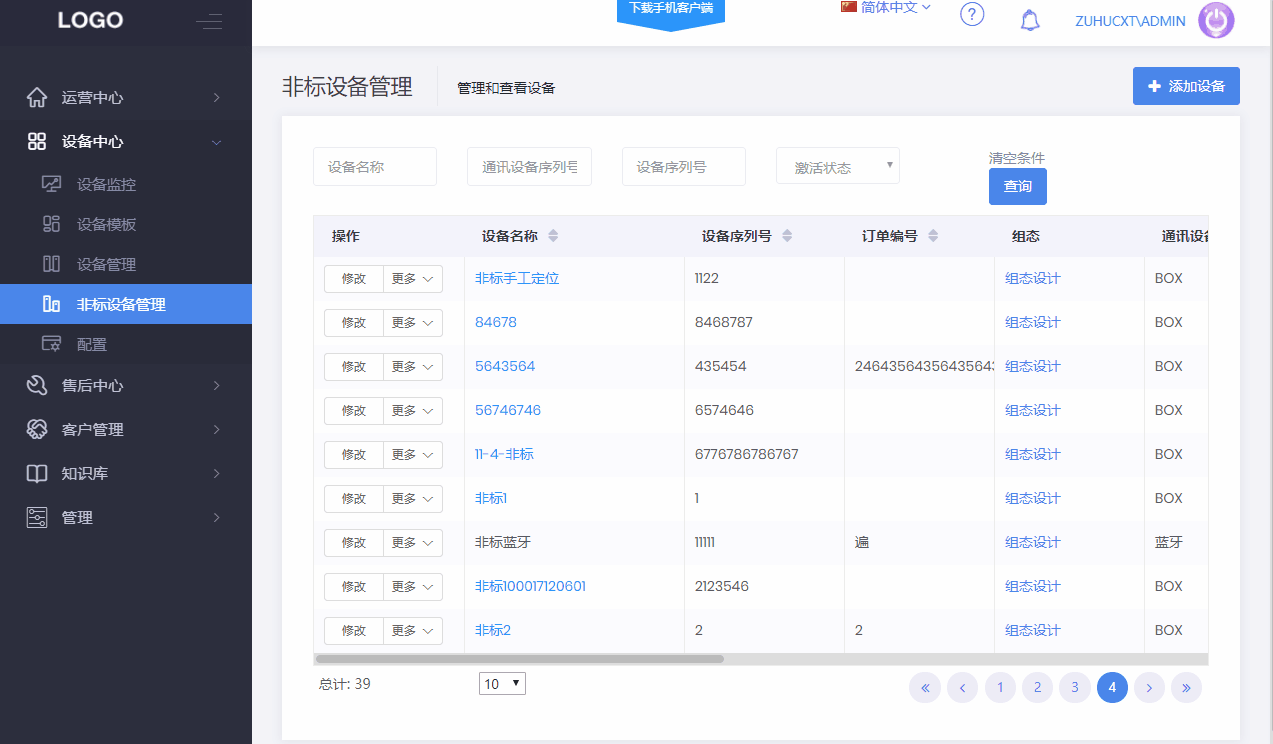 LOGO
下载手机客户端
简体中文
?
ZUHUCXT\ADMIN
运营中心
设备中心
设备监控
设备模板
设备管理
非标设备管理
配置
售后中心
客户管理
知识库
管理
非标设备管理
管理和查看设备
+ 添加设备
设备名称
通讯设备序列号
设备序列号
激活状态
清空条件
查询
操作 设备名称 设备序列号 订单编号 组态 通讯设备
修改 更多 非标手工定位 1122 组态设计 BOX
修改 更多 84678 8468787 组态设计 BOX
修改 更多 5643564 435454 24643564356435643 组态设计 BOX
修改 更多 56746746 6574646 组态设计 BOX
修改 更多 11-4-非标 6776786786767 组态设计 BOX
修改 更多 非标1 1 组态设计 BOX
修改 更多 非标蓝牙 11111 遍 组态设计 蓝牙
修改 更多 非标100017120601 2123546 组态设计 BOX
修改 更多 非标2 2 2 组态设计 BOX
总计: 39
10
« ‹ 1 2 3 4 › »